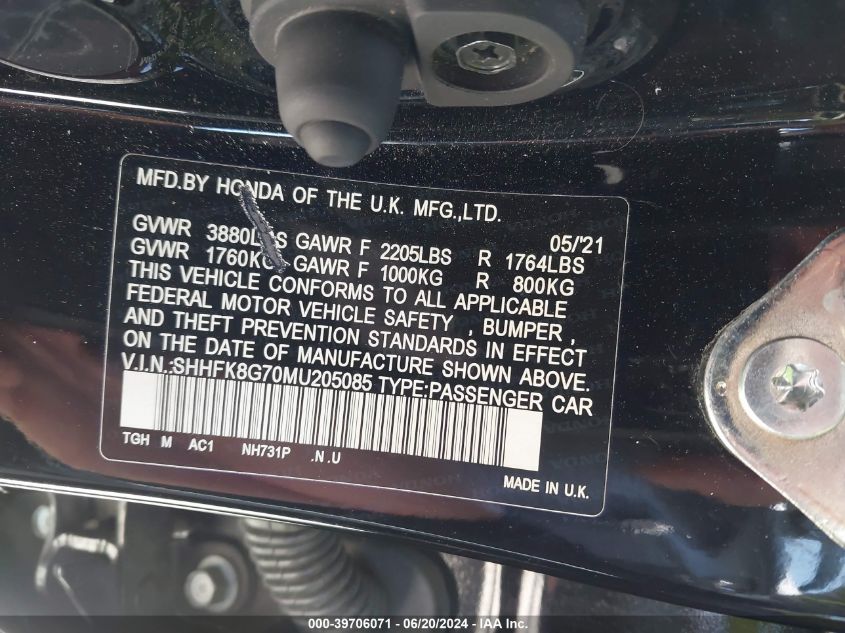 MFD.BY HONDA OF THE U.K. MFG.,LTD.
05/'21
GVWR 3880LBS GAWR F 2205LBS R 1764LBS
GVWR 1760KG GAWR F 1000KG R 800KG
THIS VEHICLE CONFORMS TO ALL APPLICABLE
FEDERAL MOTOR VEHICLE SAFETY , BUMPER ,
AND THEFT PREVENTION STANDARDS IN EFFECT
ON THE DATE OF MANUFACTURE SHOWN ABOVE.
V.I.N.:SHHFK8G70MU205085 TYPE:PASSENGER CAR
TGH M AC1 NH731P .N.U
MADE IN U.K.
000-39706071 / 06/20/2024 - IAA Inc.